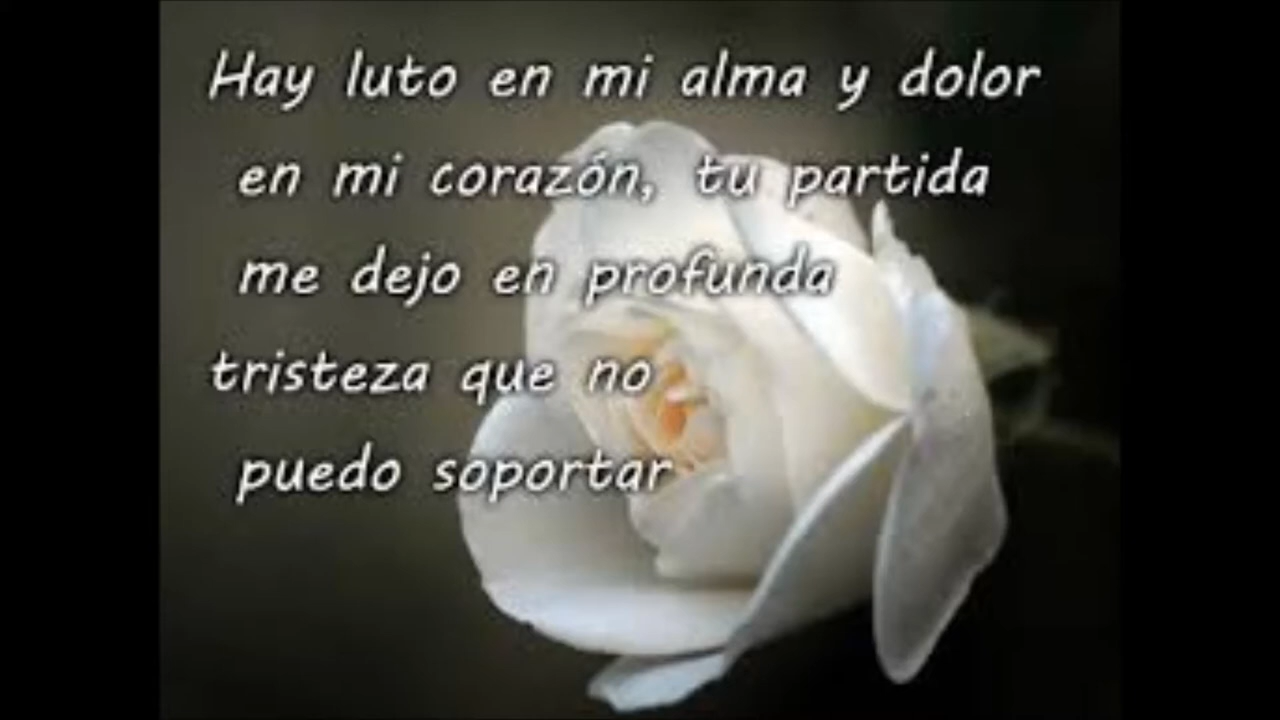 Hay luto en mi alma y dolor
en mi corazón, tu partida
me dejo en profunda
tristeza que no
puedo soportar